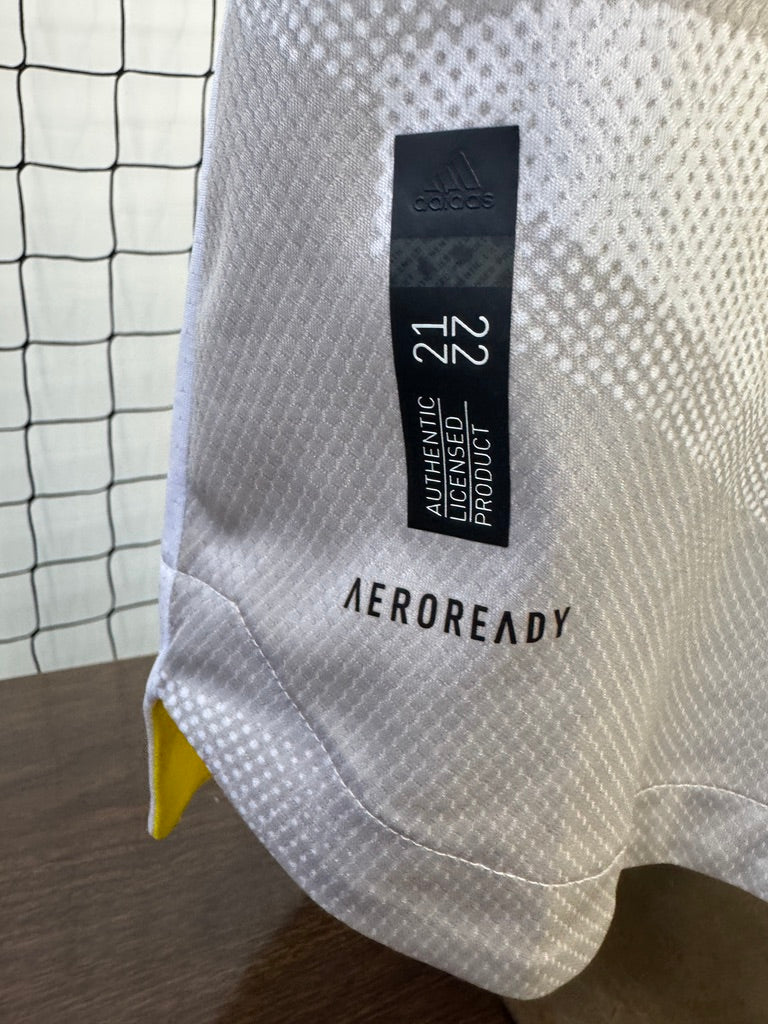 adidas
21
22
AUTHENTIC
LICENSED
PRODUCT
AEROREADY